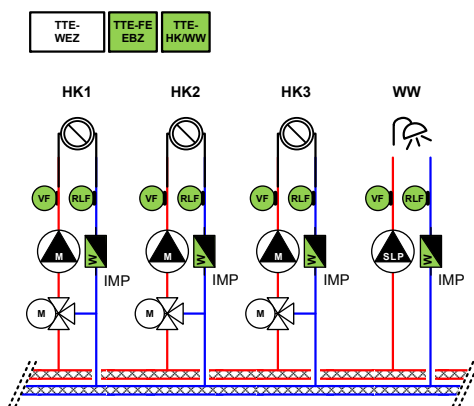 TTE-
WEZ
TTE-FE
EBZ
TTE-
HK/WW
HK1
HK2
HK3
WW
VF
RLF
VF
RLF
VF
RLF
VF
RLF
M
W
M
W
M
W
SLP
W
IMP
IMP
IMP
IMP
M
M
M